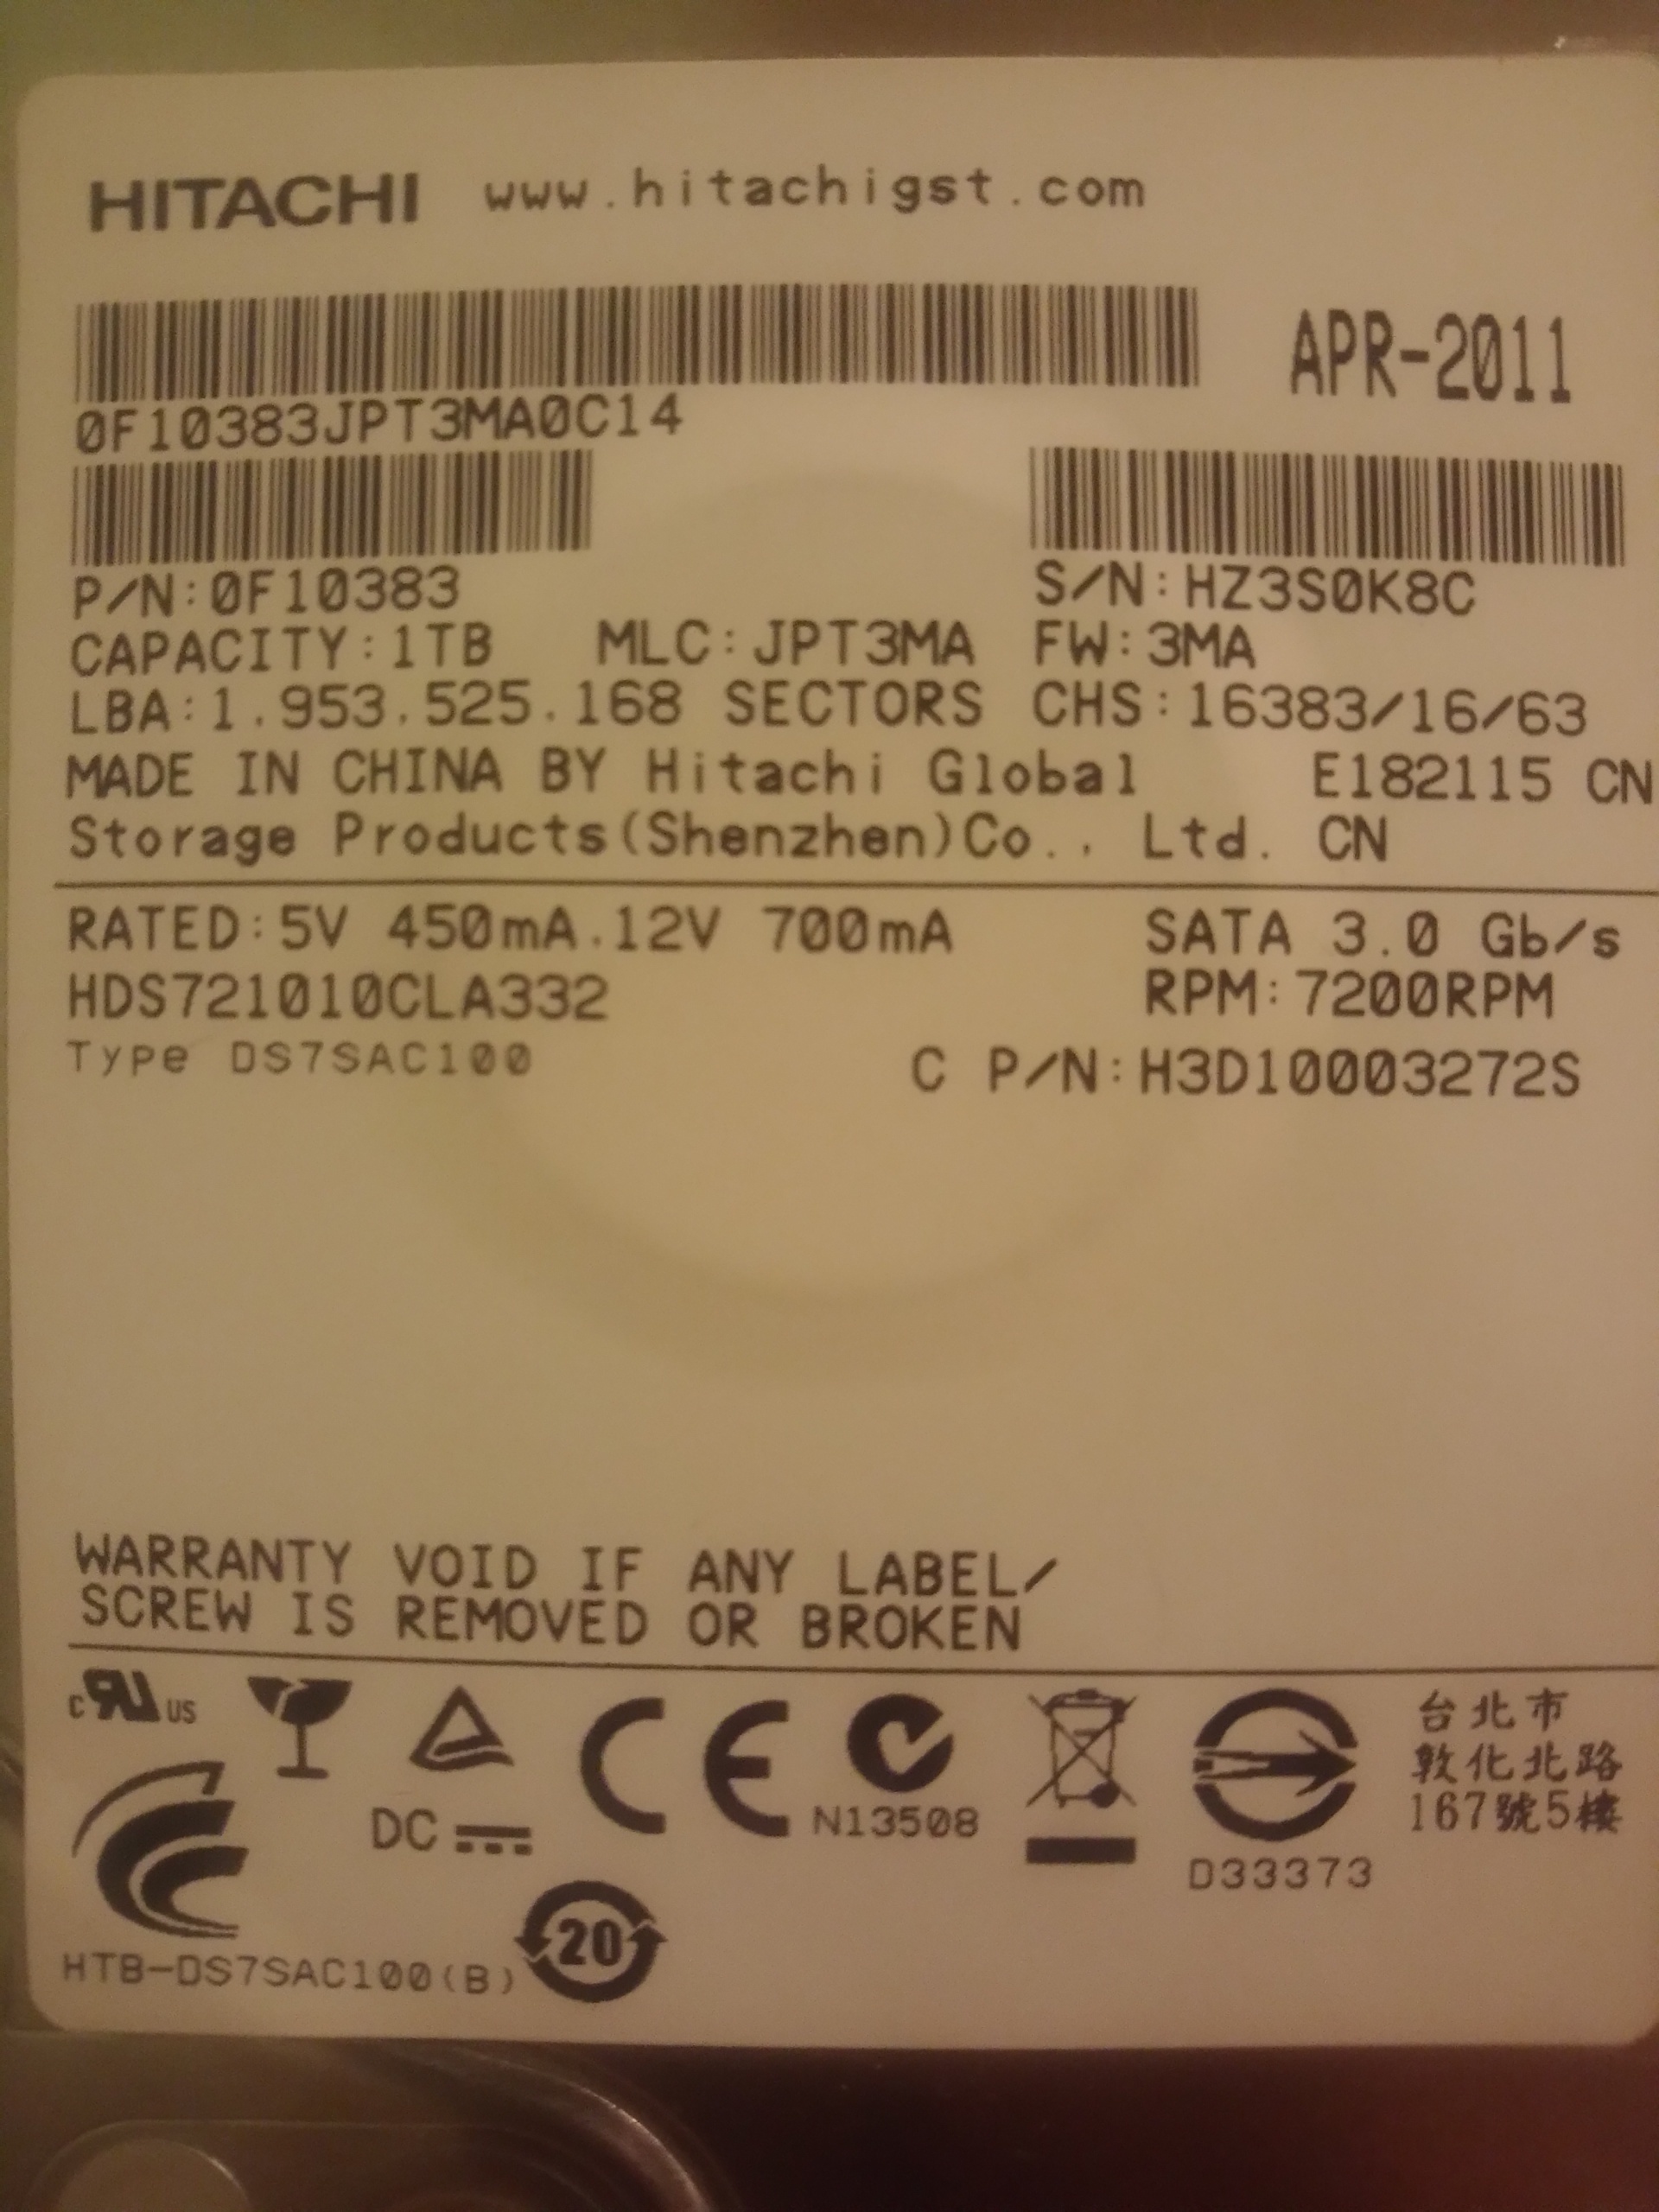 HITACHI www.hitachigst.com
APR-2011
0F10383JPT3MA0C14
P/N:0F10383 S/N:HZ3S0K8C
CAPACITY:1TB MLC:JPT3MA FW:3MA
LBA:1.953.525.168 SECTORS CHS:16383/16/63
MADE IN CHINA BY Hitachi Global E182115 CN
Storage Products(Shenzhen)Co., Ltd. CN
RATED:5V 450mA.12V 700mA SATA 3.0 Gb/s
HDS721010CLA332 RPM:7200RPM
Type DS7SAC100 C P/N:H3D10003272S
WARRANTY VOID IF ANY LABEL/
SCREW IS REMOVED OR BROKEN
c RU US
CE
DC
N13508
D33373
台北市
敦化北路
167號5樓
20
HTB-DS7SAC100(B)